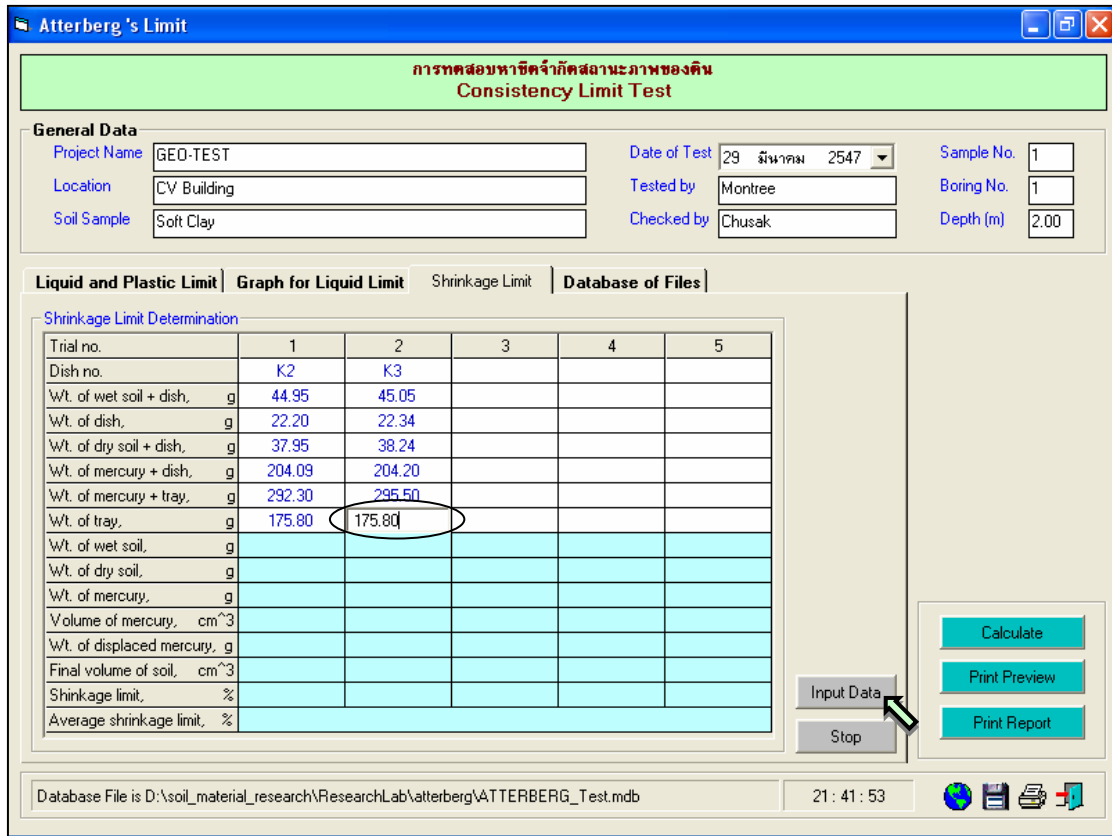 Atterberg 's Limit
การทดสอบหาขีดจำกัดสถานะภาพของดิน
Consistency Limit Test
General Data
Project Name GEO-TEST Date of Test 29 มีนาคม 2547 Sample No. 1
Location CV Building Tested by Montree Boring No. 1
Soil Sample Soft Clay Checked by Chusak Depth (m) 2.00
Liquid and Plastic Limit Graph for Liquid Limit Shrinkage Limit Database of Files
Shrinkage Limit Determination
Trial no. 1 2 3 4 5
Dish no. K2 K3
Wt. of wet soil + dish, g 44.95 45.05
Wt. of dish, g 22.20 22.34
Wt. of dry soil + dish, g 37.95 38.24
Wt. of mercury + dish, g 204.09 204.20
Wt. of mercury + tray, g 292.30 295.50
Wt. of tray, g 175.80 175.80
Wt. of wet soil, g
Wt. of dry soil, g
Wt. of mercury, g
Volume of mercury, cm^3
Wt. of displaced mercury, g
Final volume of soil, cm^3
Shinkage limit, %
Average shrinkage limit, %
Input Data
Stop
Calculate
Print Preview
Print Report
Database File is D:\soil_material_research\ResearchLab\atterberg\ATTERBERG_Test.mdb 21 : 41 : 53